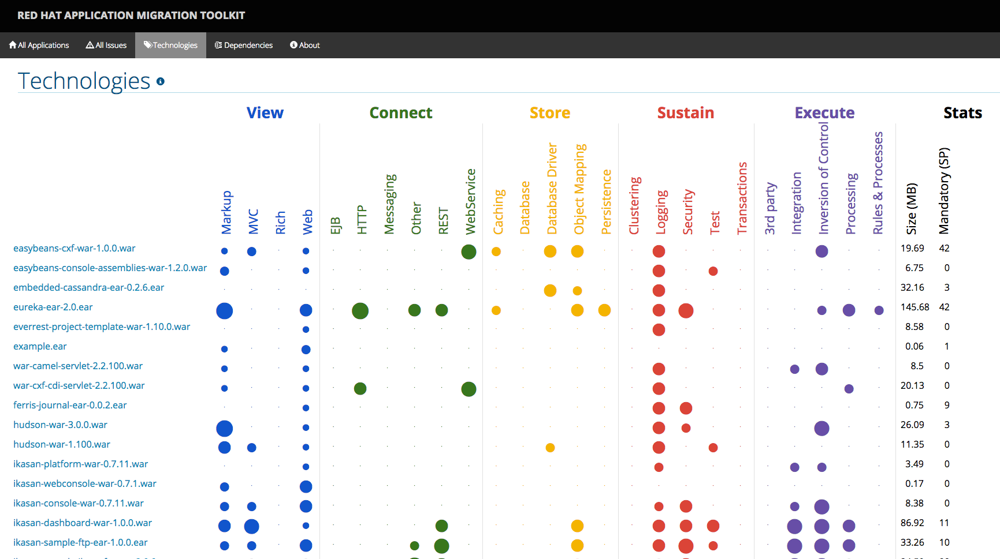 RED HAT APPLICATION MIGRATION TOOLKIT
All Applications All Issues Technologies Dependencies About
Technologies
View Connect Store Sustain Execute Stats
Markup MVC Rich Web EJB HTTP Messaging Other REST WebService Caching Database Database Driver Object Mapping Persistence Clustering Logging Security Test Transactions 3rd party Integration Inversion of Control Processing Rules & Processes Size (MB) Mandatory (SP)
easybeans-cxf-war-1.0.0.war 19.69 42
easybeans-console-assemblies-war-1.2.0.war 6.75 0
embedded-cassandra-ear-0.2.6.ear 32.16 3
eureka-ear-2.0.ear 145.68 42
everrest-project-template-war-1.10.0.war 8.58 0
example.ear 0.06 1
war-camel-servlet-2.2.100.war 8.5 0
war-cxf-cdi-servlet-2.2.100.war 20.13 0
ferris-journal-ear-0.0.2.ear 0.75 9
hudson-war-3.0.0.war 26.09 3
hudson-war-1.100.war 11.35 0
ikasan-platform-war-0.7.11.war 3.49 0
ikasan-webconsole-war-0.7.1.war 0.17 0
ikasan-console-war-0.7.11.war 8.38 0
ikasan-dashboard-war-1.0.0.war 86.92 11
ikasan-sample-ftp-ear-1.0.0.ear 33.26 10